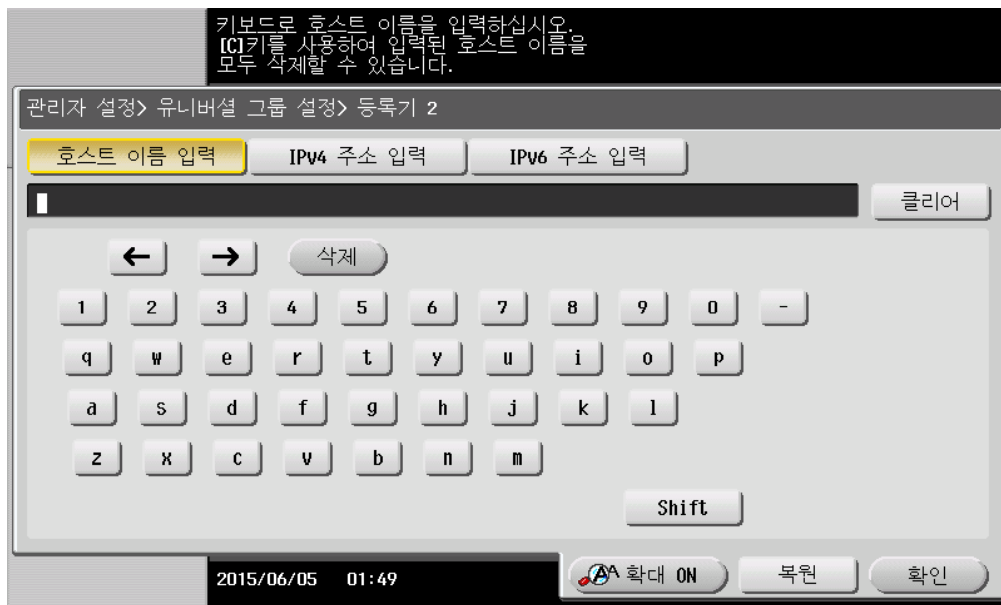 키보드로 호스트 이름을 입력하십시오.
[C]키를 사용하여 입력된 호스트 이름을
모두 삭제할 수 있습니다.
관리자 설정> 유니버셜 그룹 설정> 등록기 2
호스트 이름 입력 IPv4 주소 입력 IPv6 주소 입력
클리어
← → 삭제
1 2 3 4 5 6 7 8 9 0 -
q w e r t y u i o p
a s d f g h j k l
z x c v b n m
Shift
2015/06/05 01:49 확대 ON 복원 확인